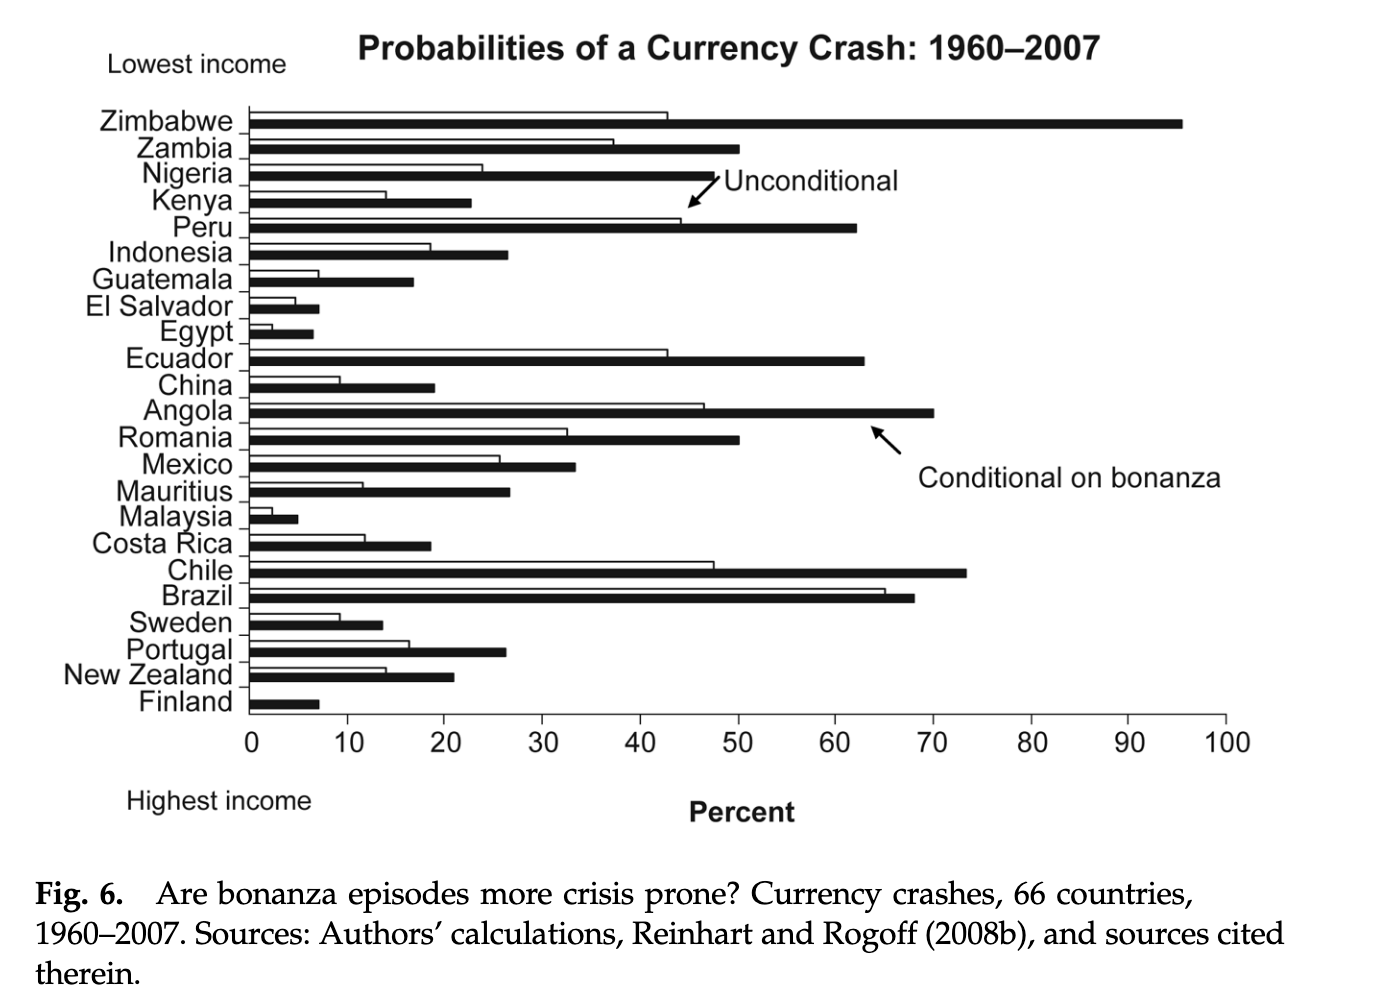 Probabilities of a Currency Crash: 1960–2007
Lowest income
Zimbabwe
Zambia
Nigeria
Unconditional
Kenya
Peru
Indonesia
Guatemala
El Salvador
Egypt
Ecuador
China
Angola
Romania
Conditional on bonanza
Mexico
Mauritius
Malaysia
Costa Rica
Chile
Brazil
Sweden
Portugal
New Zealand
Finland
0 10 20 30 40 50 60 70 80 90 100
Highest income
Percent
Fig. 6. Are bonanza episodes more crisis prone? Currency crashes, 66 countries,
1960–2007. Sources: Authors’ calculations, Reinhart and Rogoff (2008b), and sources cited
therein.